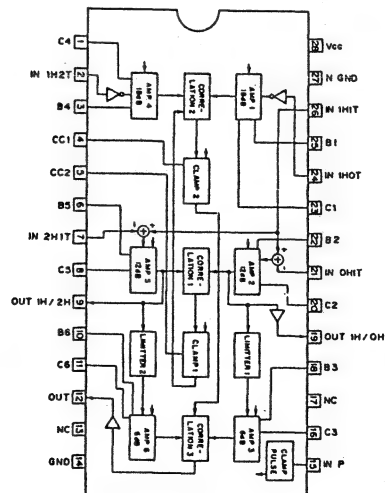 C4 1
IN 1H2T 2
B4 3
CC1 4
CC2 5
B5 6
IN 2H1T 7
C5 8
OUT 1H/2H 9
B6 10
C6 11
OUT 12
NC 13
GND 14
28 Vcc
27 N GND
26 IN 1H1T
25 B1
24 IN 1H0T
23 C1
22 B2
21 IN 0H1T
20 C2
19 OUT 1H/0H
18 B3
17 NC
16 C3
15 IN P
AMP 4
18dB
CORRE-
LATION 2
AMP 1
18dB
CLAMP 2
AMP 5
12dB
CORRE-
LATION 1
AMP 2
12dB
LIMITTER 2
CLAMP 1
LIMITTER 1
AMP 6
6dB
CORRE-
LATION 3
AMP 3
6dB
CLAMP
PULSE
- +
+
-